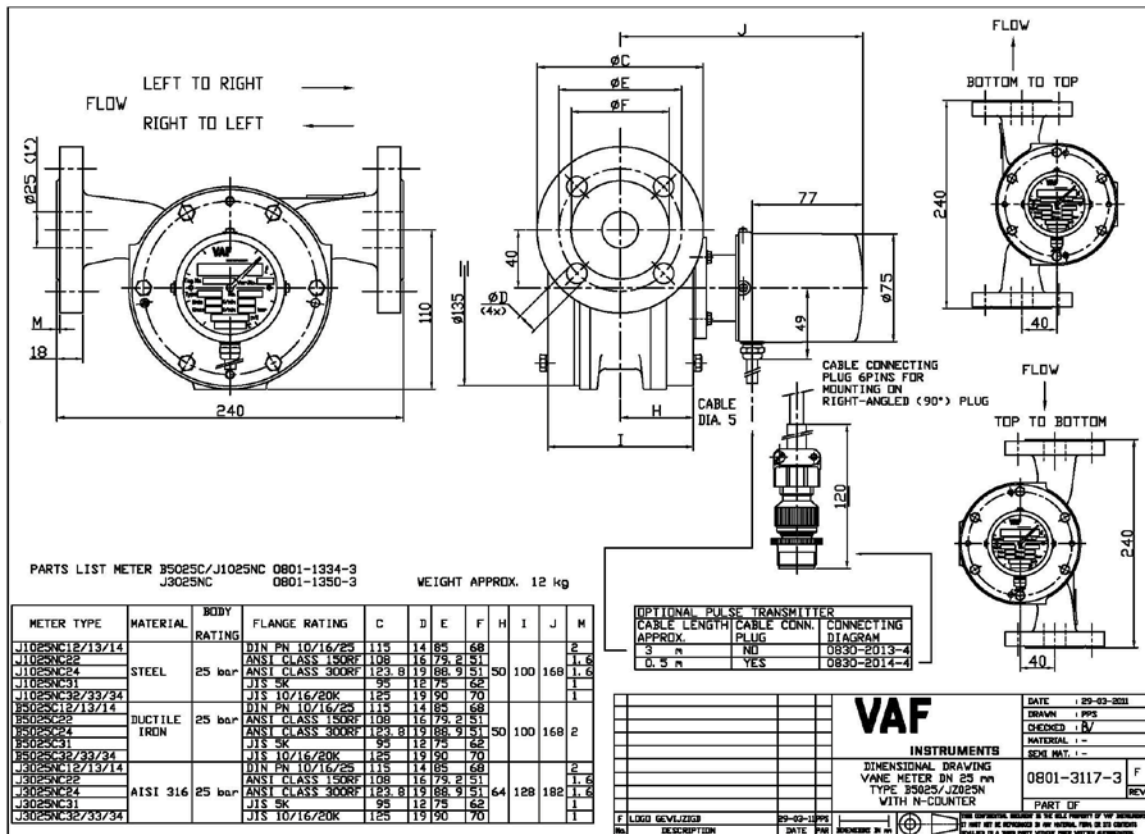 LEFT TO RIGHT
FLOW
RIGHT TO LEFT
ø25 (1")
M
18
240
110
VAF
J
øC
øE
øF
77
40
øD
(4x)
ø135
49
ø75
H
I
CABLE
DIA. 5
CABLE CONNECTING
PLUG 6PINS FOR
MOUNTING ON
RIGHT-ANGLED (90°) PLUG
120
FLOW
BOTTOM TO TOP
240
40
VAF
FLOW
TOP TO BOTTOM
240
40
VAF
PARTS LIST METER B5025C/J1025NC 0801-1334-3
J3025NC 0801-1350-3 WEIGHT APPROX. 12 kg
METER TYPE MATERIAL BODY RATING FLANGE RATING C D E F H I J M
J1025NC12/13/14 DIN PN 10/16/25 115 14 85 68 2
J1025NC22 ANSI CLASS 150RF 108 16 79.2 51 1.6
J1025NC24 STEEL 25 bar ANSI CLASS 300RF 123.8 19 88.9 51 50 100 168 1.6
J1025NC31 JIS 5K 95 12 75 62 1
J1025NC32/33/34 JIS 10/16/20K 125 19 90 70 1
B5025C12/13/14 DIN PN 10/16/25 115 14 85 68
B5025C22 DUCTILE IRON 25 bar ANSI CLASS 150RF 108 16 79.2 51
B5025C24 ANSI CLASS 300RF 123.8 19 88.9 51 50 100 168 2
B5025C31 JIS 5K 95 12 75 62
B5025C32/33/34 JIS 10/16/20K 125 19 90 70
J3025NC12/13/14 DIN PN 10/16/25 115 14 85 68 2
J3025NC22 ANSI CLASS 150RF 108 16 79.2 51 1.6
J3025NC24 AISI 316 25 bar ANSI CLASS 300RF 123.8 19 88.9 51 64 128 182 1.6
J3025NC31 JIS 5K 95 12 75 62 1
J3025NC32/33/34 JIS 10/16/20K 125 19 90 70 1
OPTIONAL PULSE TRANSMITTER
CABLE LENGTH APPROX. CABLE CONN. PLUG CONNECTING DIAGRAM
3 m NO 0830-2013-4
0.5 m YES 0830-2014-4
VAF
INSTRUMENTS
DATE : 29-03-2011
DRAWN : PPS
CHECKED :
MATERIAL : -
SEMI MAT. : -
DIMENSIONAL DRAWING
VANE METER DN 25 mm
TYPE B5025/JZ025N
WITH N-COUNTER
0801-3117-3 F
REV
PART OF
F LOGO GEWIJZIGD 29-03-11 PPS
No. DESCRIPTION DATE PAR
DIMENSIONS IN mm